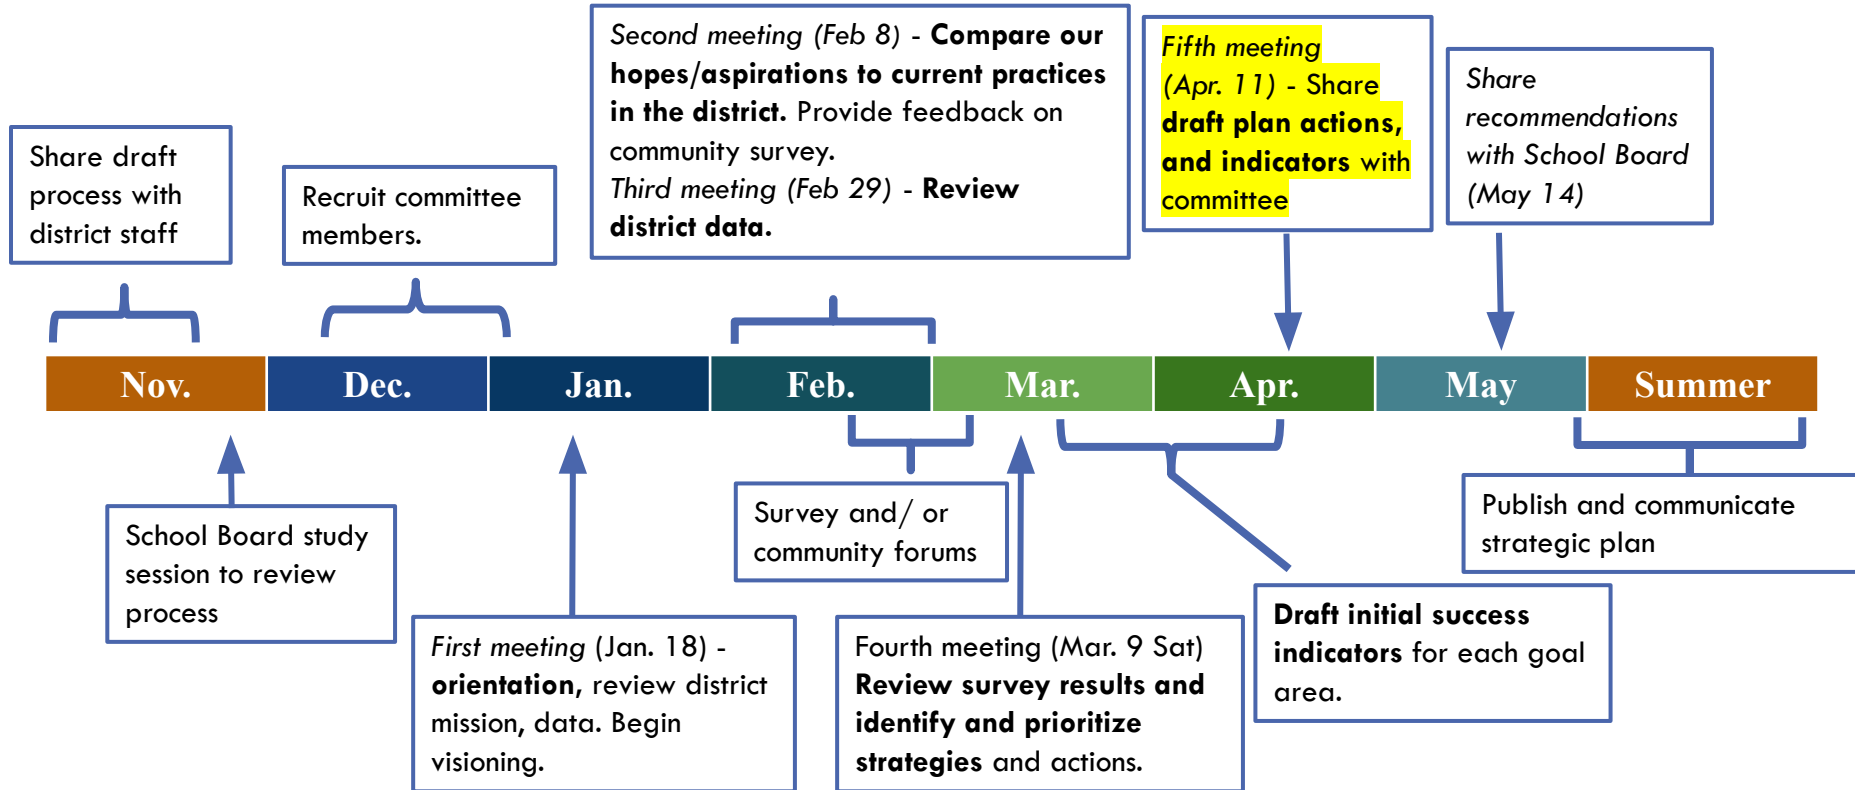 Share draft
process with
district staff
Recruit committee
members.
Second meeting (Feb 8) - Compare our
hopes/aspirations to current practices
in the district. Provide feedback on
community survey.
Third meeting (Feb 29) - Review
district data.
Fifth meeting
(Apr. 11) - Share
draft plan actions,
and indicators with
committee
Share
recommendations
with School Board
(May 14)
Nov.
Dec.
Jan.
Feb.
Mar.
Apr.
May
Summer
School Board study
session to review
process
First meeting (Jan. 18) -
orientation, review district
mission, data. Begin
visioning.
Survey and/ or
community forums
Fourth meeting (Mar. 9 Sat)
Review survey results and
identify and prioritize
strategies and actions.
Draft initial success
indicators for each goal
area.
Publish and communicate
strategic plan